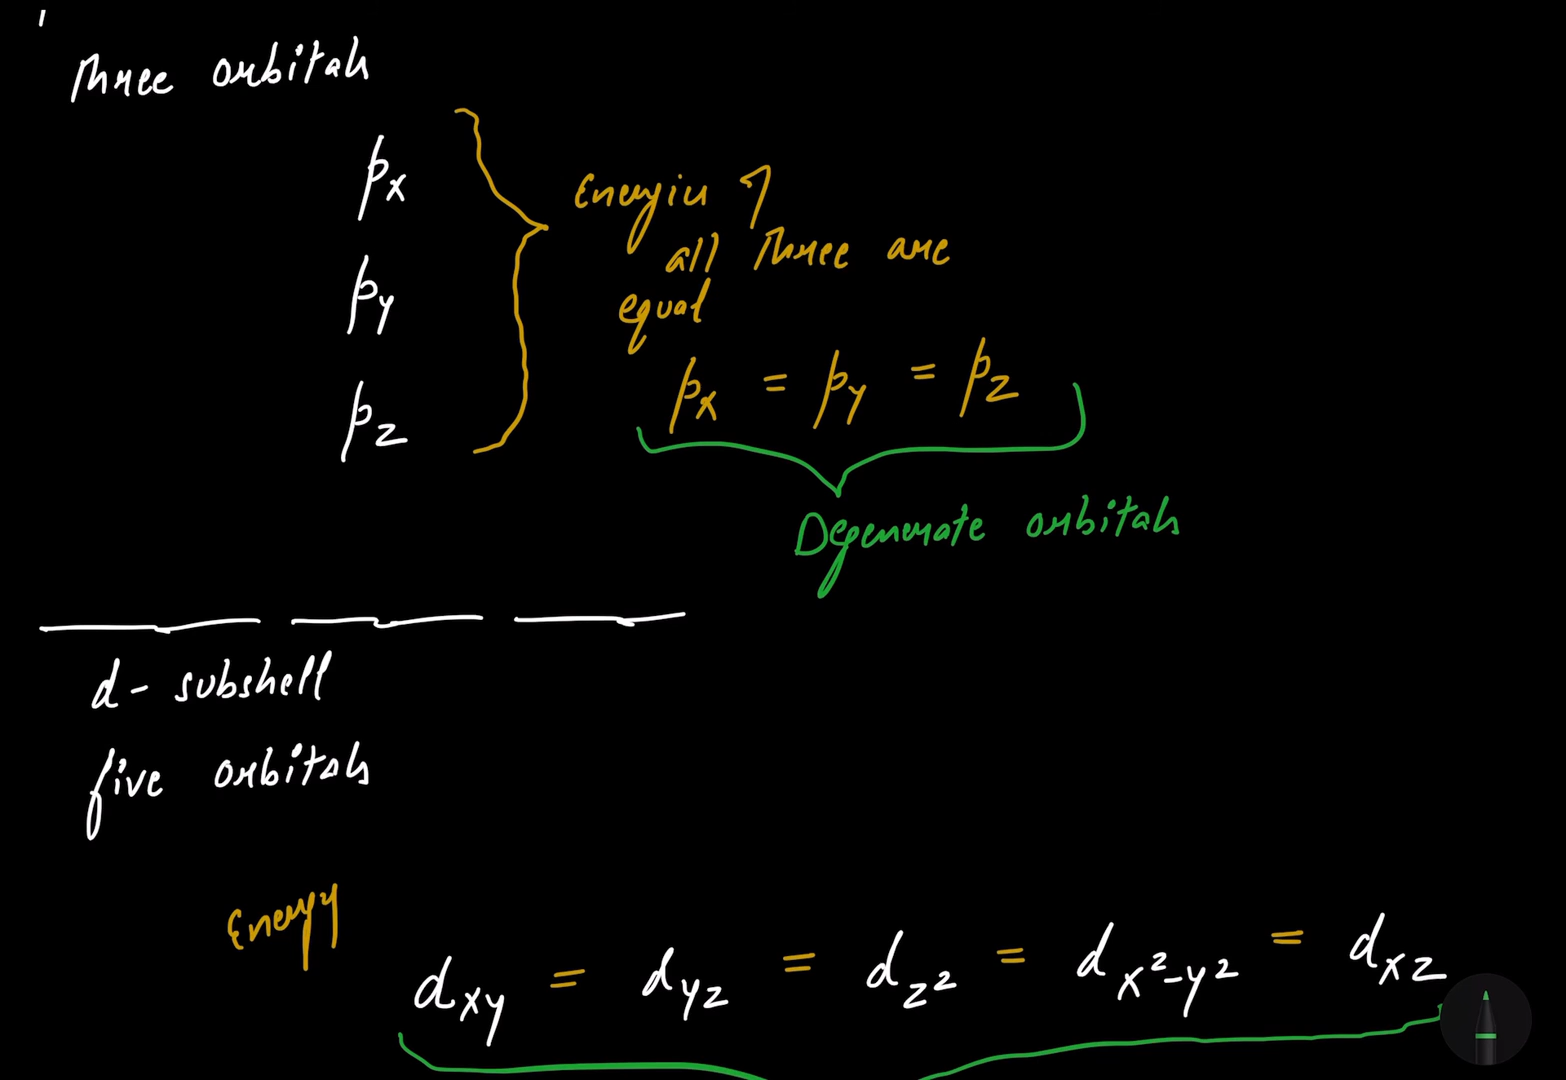 Three orbitals
px
py
pz
Energies of
all three are
equal
px = py = pz
Degenerate orbitals
d- subshell
five orbitals
Energy
dxy = dyz = dz² = dx²-y² = dxz